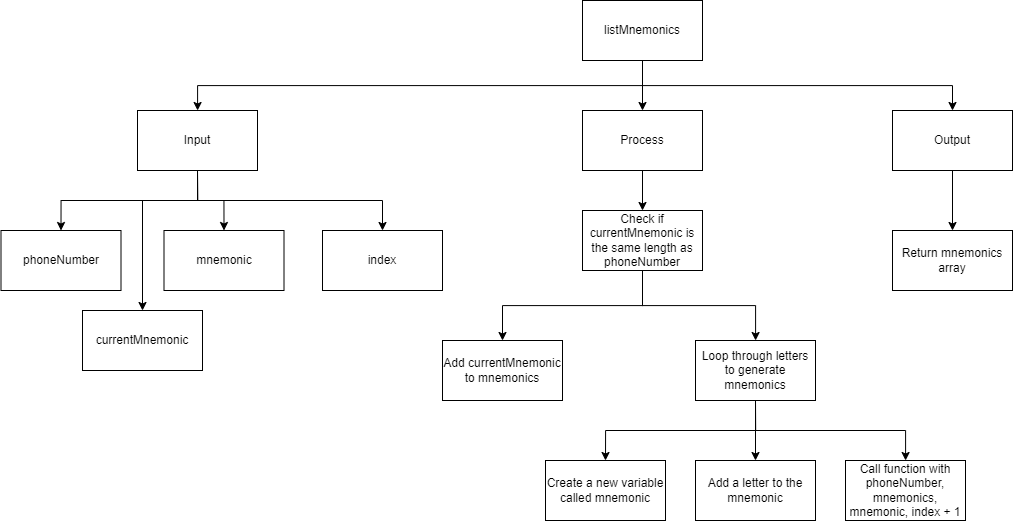 listMnemonics
Input
Process
Output
Check if
currentMnemonic is
the same length as
phoneNumber
phoneNumber
mnemonic
index
Return mnemonics
array
currentMnemonic
Add currentMnemonic
to mnemonics
Loop through letters
to generate
mnemonics
Create a new variable
called mnemonic
Add a letter to the
mnemonic
Call function with
phoneNumber,
mnemonics,
mnemonic, index + 1